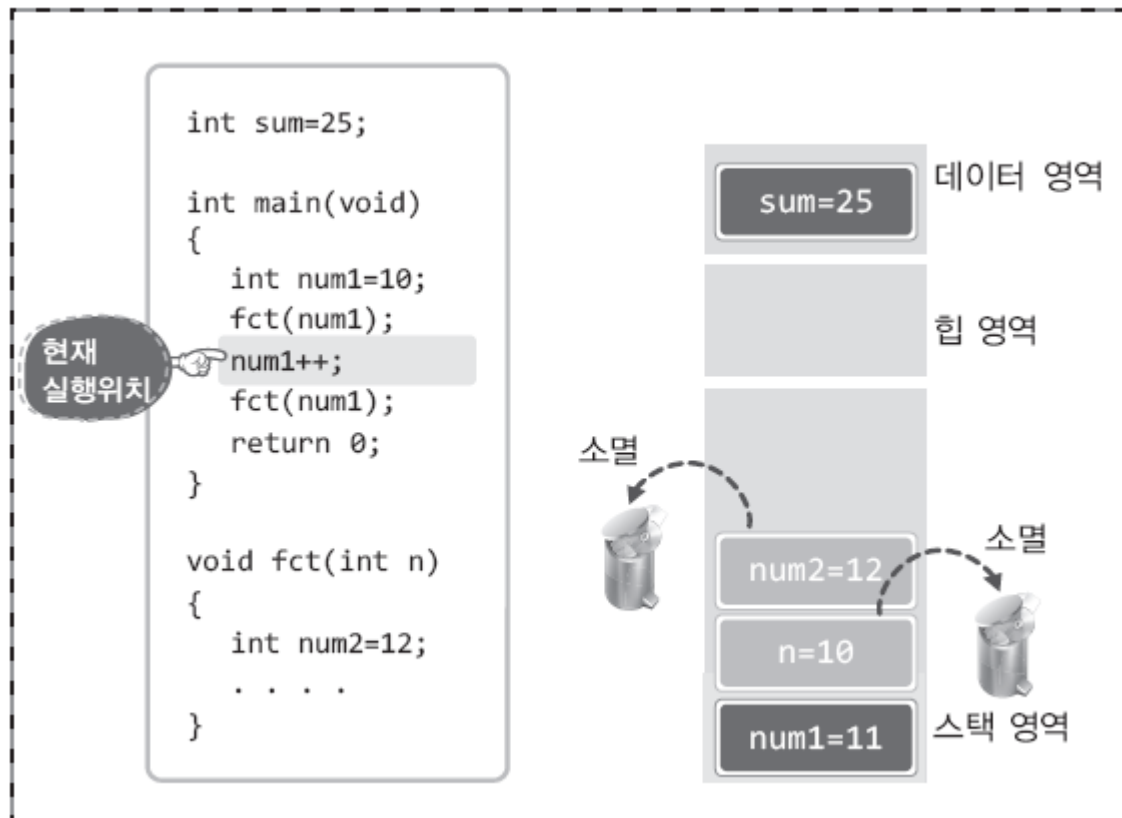 int sum=25;
int main(void)
{
int num1=10;
fct(num1);
num1++;
fct(num1);
return 0;
}
void fct(int n)
{
int num2=12;
. . . .
}
현재
실행위치
데이터 영역
sum=25
힙 영역
소멸
num2=12
소멸
n=10
스택 영역
num1=11